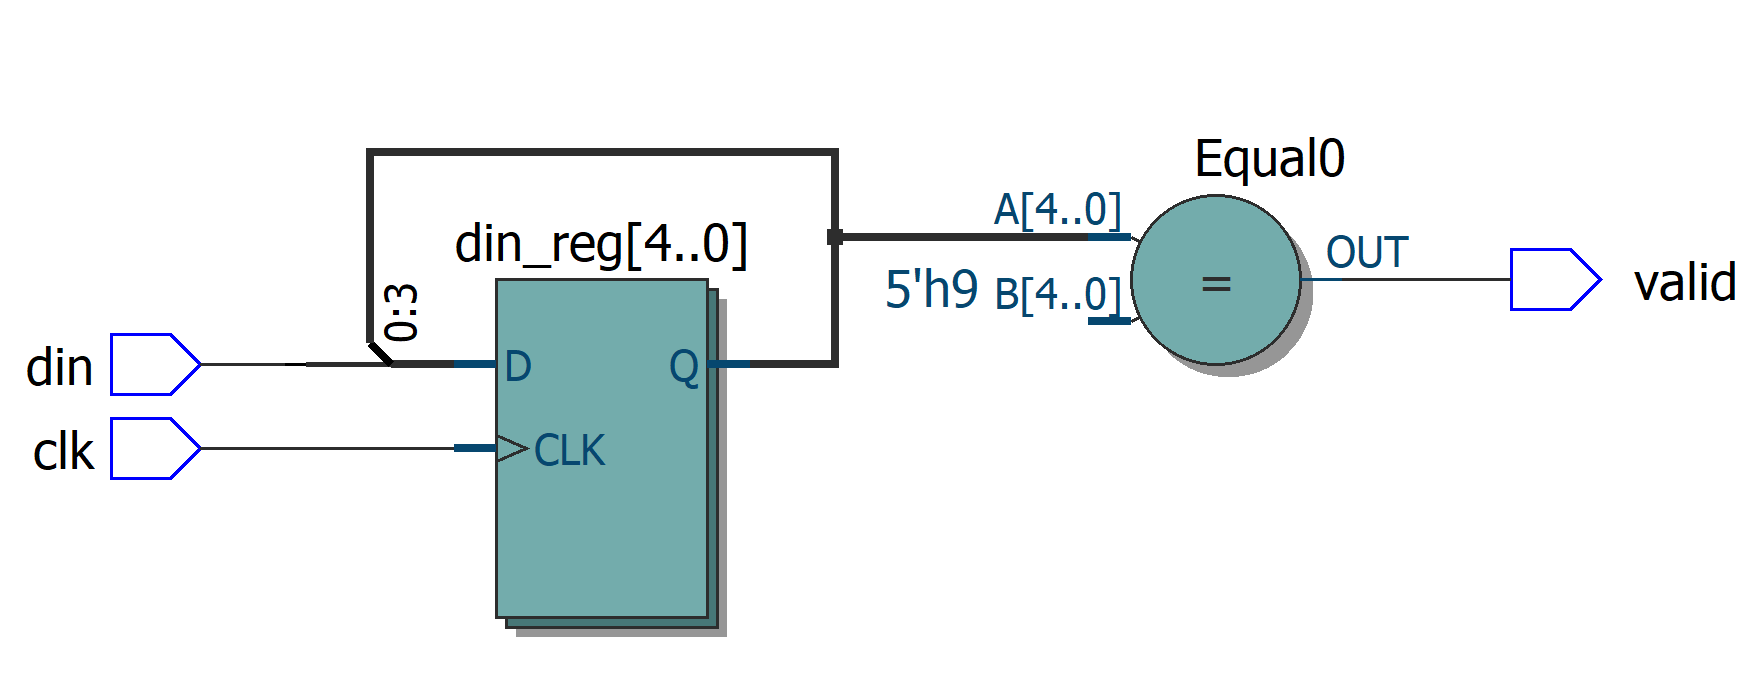 Equal0
A[4..0]
din_reg[4..0]
OUT
5'h9 B[4..0]
=
valid
0:3
din
D
Q
clk
CLK